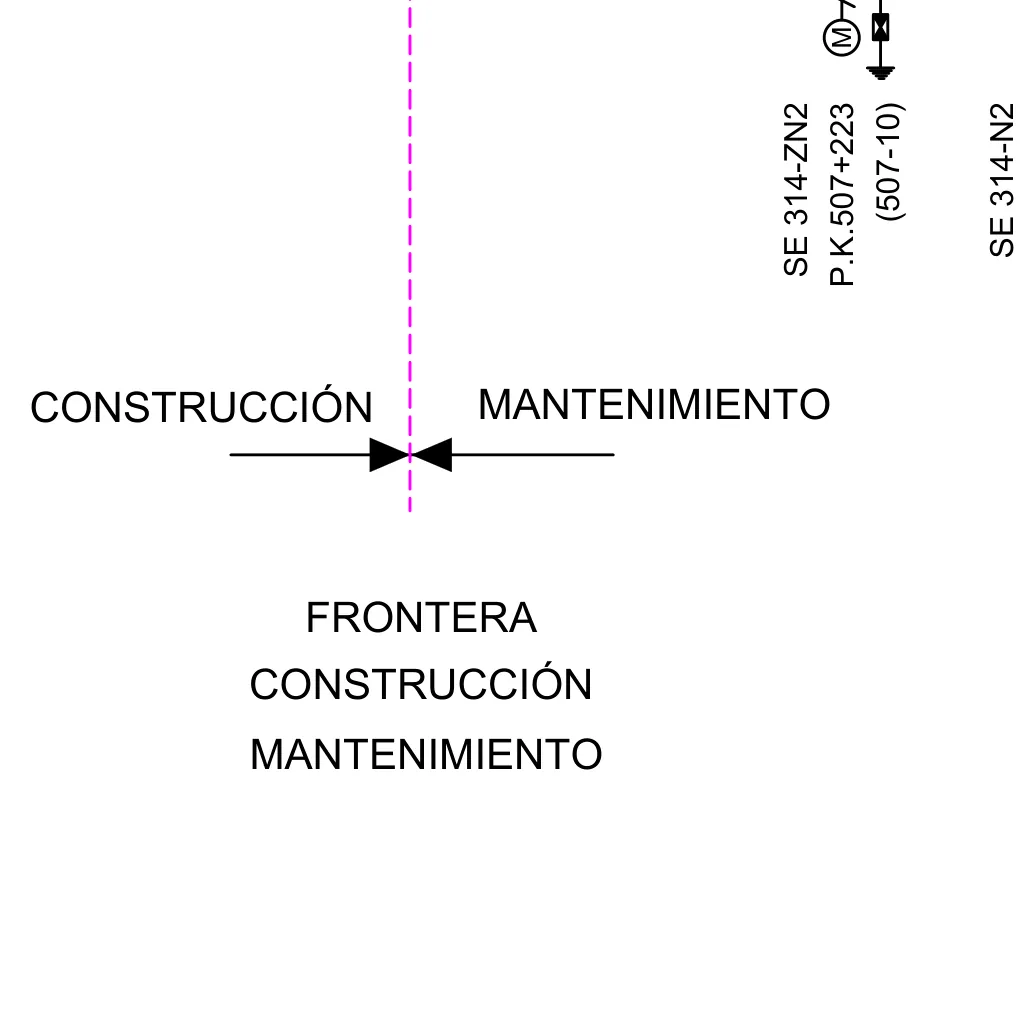 M
SE 314-ZN2
P.K.507+223
(507-10)
SE 314-N2
CONSTRUCCIÓN
MANTENIMIENTO
FRONTERA
CONSTRUCCIÓN
MANTENIMIENTO